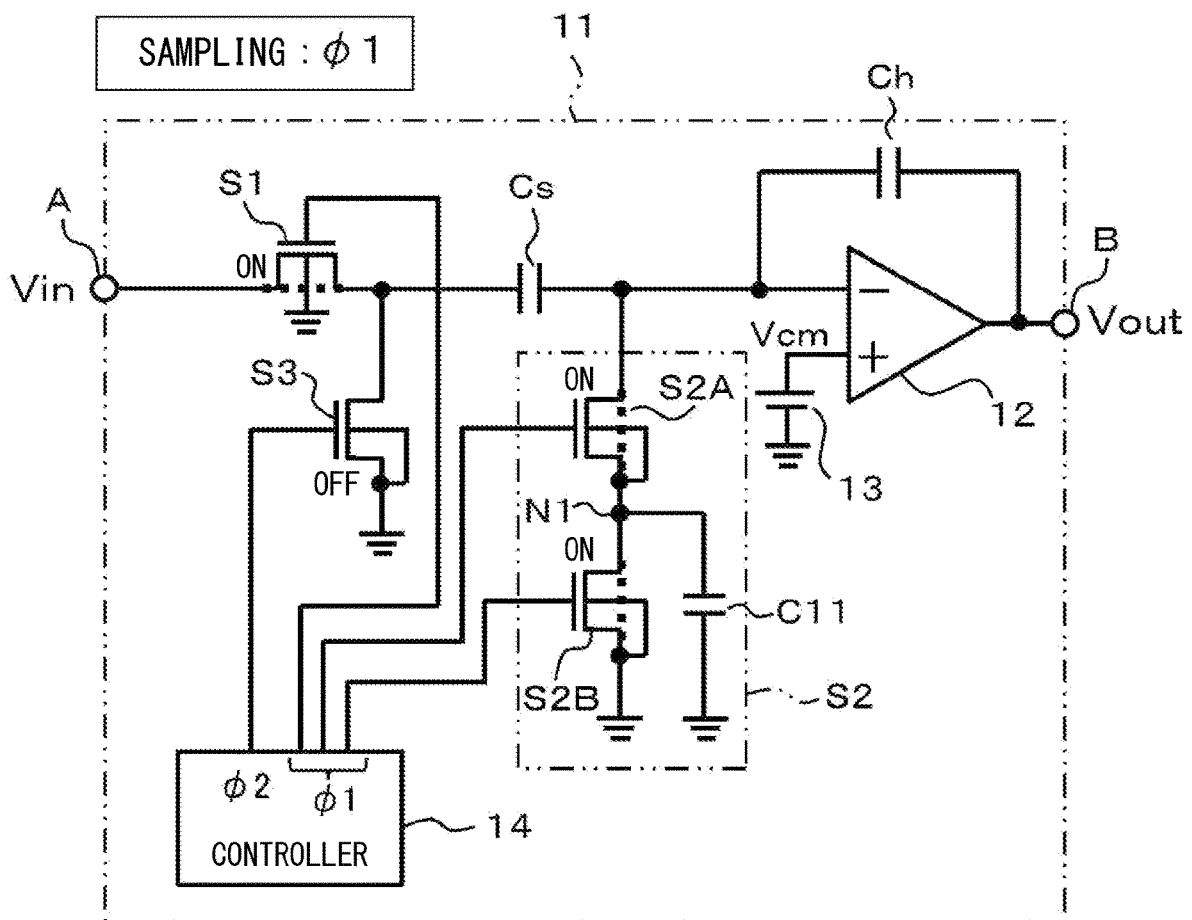 SAMPLING : ϕ1
11
Ch
S1
Cs
A
B
ON
Vin
Vout
Vcm
S3
ON
S2A
12
OFF
13
N1
ON
C11
S2B
S2
ϕ2
ϕ1
14
CONTROLLER